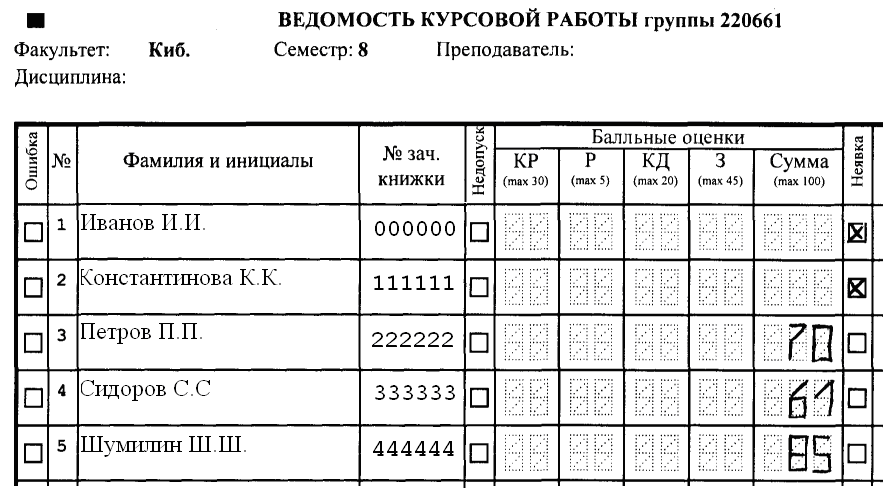 ВЕДОМОСТЬ КУРСОВОЙ РАБОТЫ группы 220661
Факультет: Киб. Семестр: 8 Преподаватель:
Дисциплина:
Ошибка № Фамилия и инициалы № зач. книжки Недопуск Балльные оценки Неявка
КР Р КД З Сумма
(max 30) (max 5) (max 20) (max 45) (max 100)
1 Иванов И.И. 000000
2 Константинова К.К. 111111
3 Петров П.П. 222222 70
4 Сидоров С.С 333333 61
5 Шумилин Ш.Ш. 444444 85